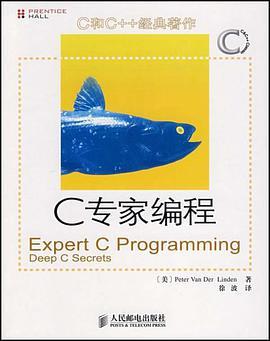 PRENTICE
HALL
C和C++经典著作
C
C专家编程
Expert C Programming
Deep C Secrets
〔美〕Peter Van Der Linden 著
徐 波 译
人民邮电出版社
POSTS & TELECOM PRESS